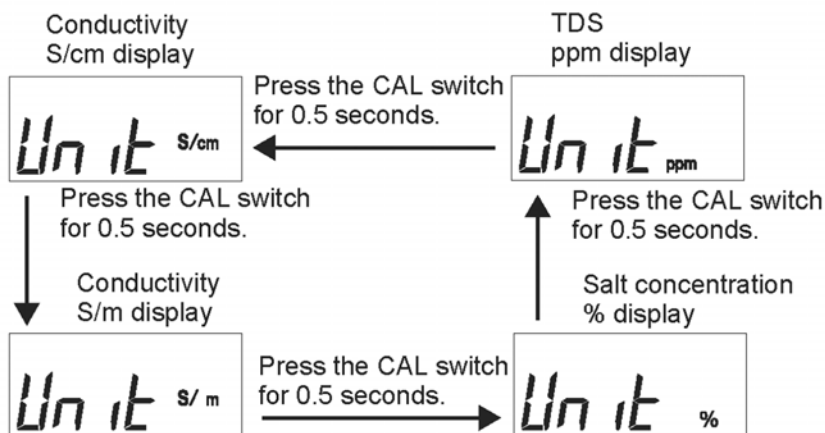 Conductivity
S/cm display
TDS
ppm display
Press the CAL switch
for 0.5 seconds.
Unit S/cm
Unit ppm
Press the CAL switch
for 0.5 seconds.
Press the CAL switch
for 0.5 seconds.
Conductivity
S/m display
Salt concentration
% display
Press the CAL switch
for 0.5 seconds.
Unit S/ m
Unit %